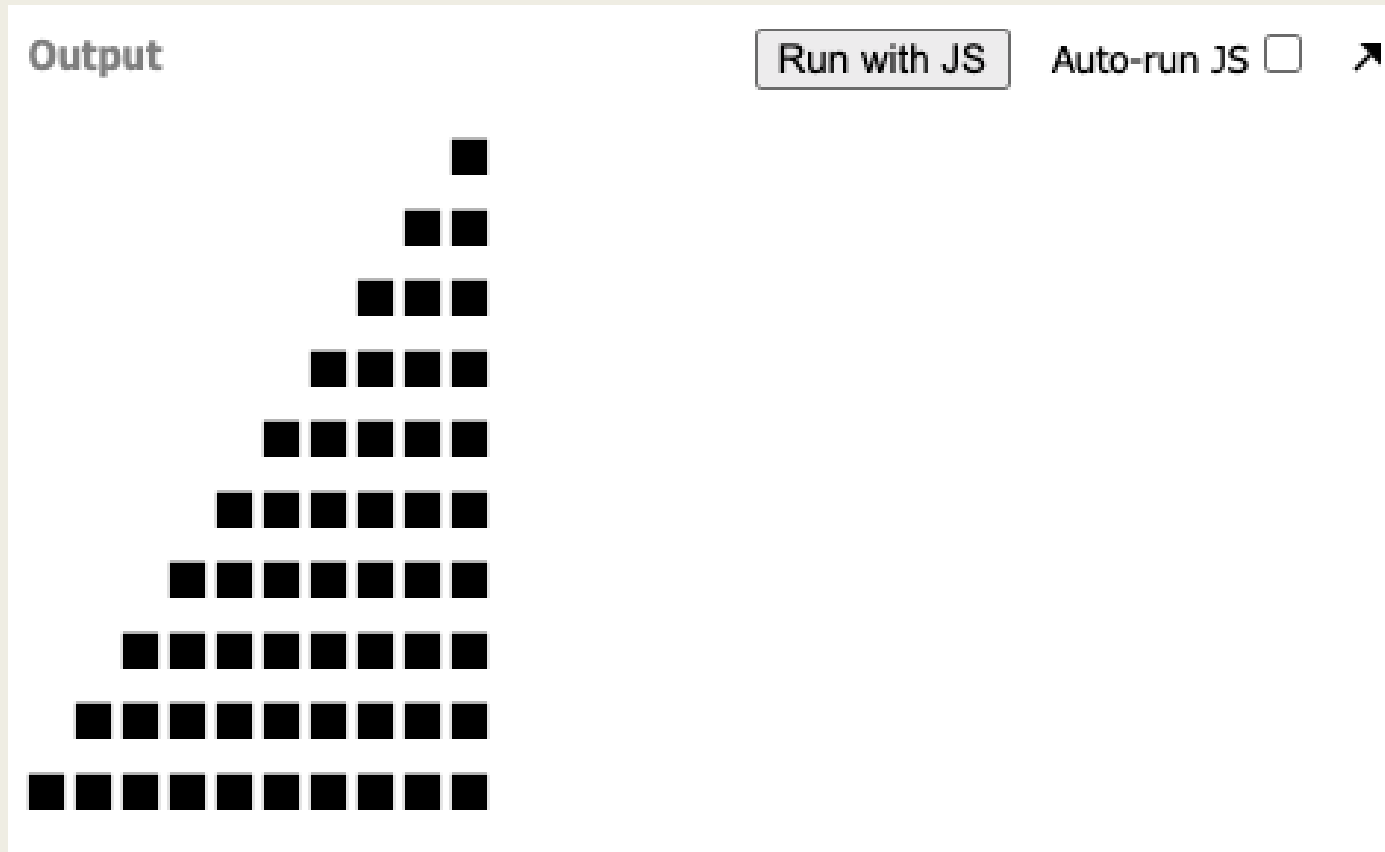 Output Run with JS Auto-run JS
■
■ ■
■ ■ ■
■ ■ ■ ■
■ ■ ■ ■ ■
■ ■ ■ ■ ■ ■
■ ■ ■ ■ ■ ■ ■
■ ■ ■ ■ ■ ■ ■ ■
■ ■ ■ ■ ■ ■ ■ ■ ■
■ ■ ■ ■ ■ ■ ■ ■ ■ ■